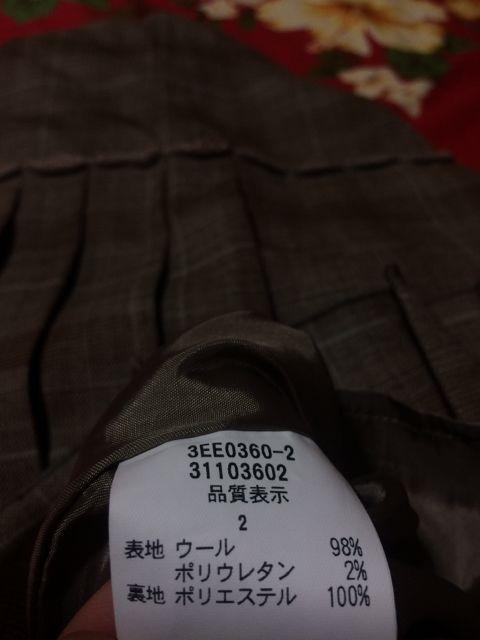 3EE0360-2
31103602
品質表示
2
表地 ウール 98%
ポリウレタン 2%
裏地 ポリエステル 100%